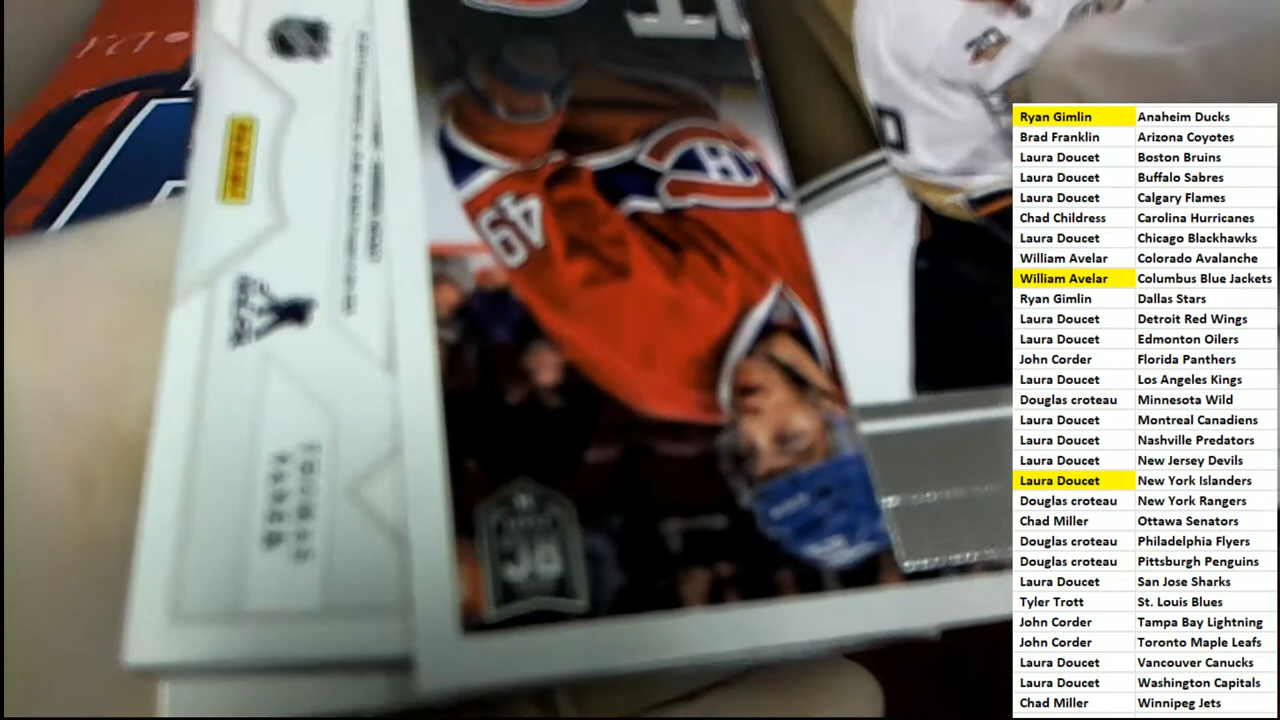 Ryan Gimlin Anaheim Ducks
Brad Franklin Arizona Coyotes
Laura Doucet Boston Bruins
Laura Doucet Buffalo Sabres
Laura Doucet Calgary Flames
Chad Childress Carolina Hurricanes
Laura Doucet Chicago Blackhawks
William Avelar Colorado Avalanche
William Avelar Columbus Blue Jackets
Ryan Gimlin Dallas Stars
Laura Doucet Detroit Red Wings
Laura Doucet Edmonton Oilers
John Corder Florida Panthers
Laura Doucet Los Angeles Kings
Douglas croteau Minnesota Wild
Laura Doucet Montreal Canadiens
Laura Doucet Nashville Predators
Laura Doucet New Jersey Devils
Laura Doucet New York Islanders
Douglas croteau New York Rangers
Chad Miller Ottawa Senators
Douglas croteau Philadelphia Flyers
Douglas croteau Pittsburgh Penguins
Laura Doucet San Jose Sharks
Tyler Trott St. Louis Blues
John Corder Tampa Bay Lightning
John Corder Toronto Maple Leafs
Laura Doucet Vancouver Canucks
Laura Doucet Washington Capitals
Chad Miller Winnipeg Jets
PANINI
49
20